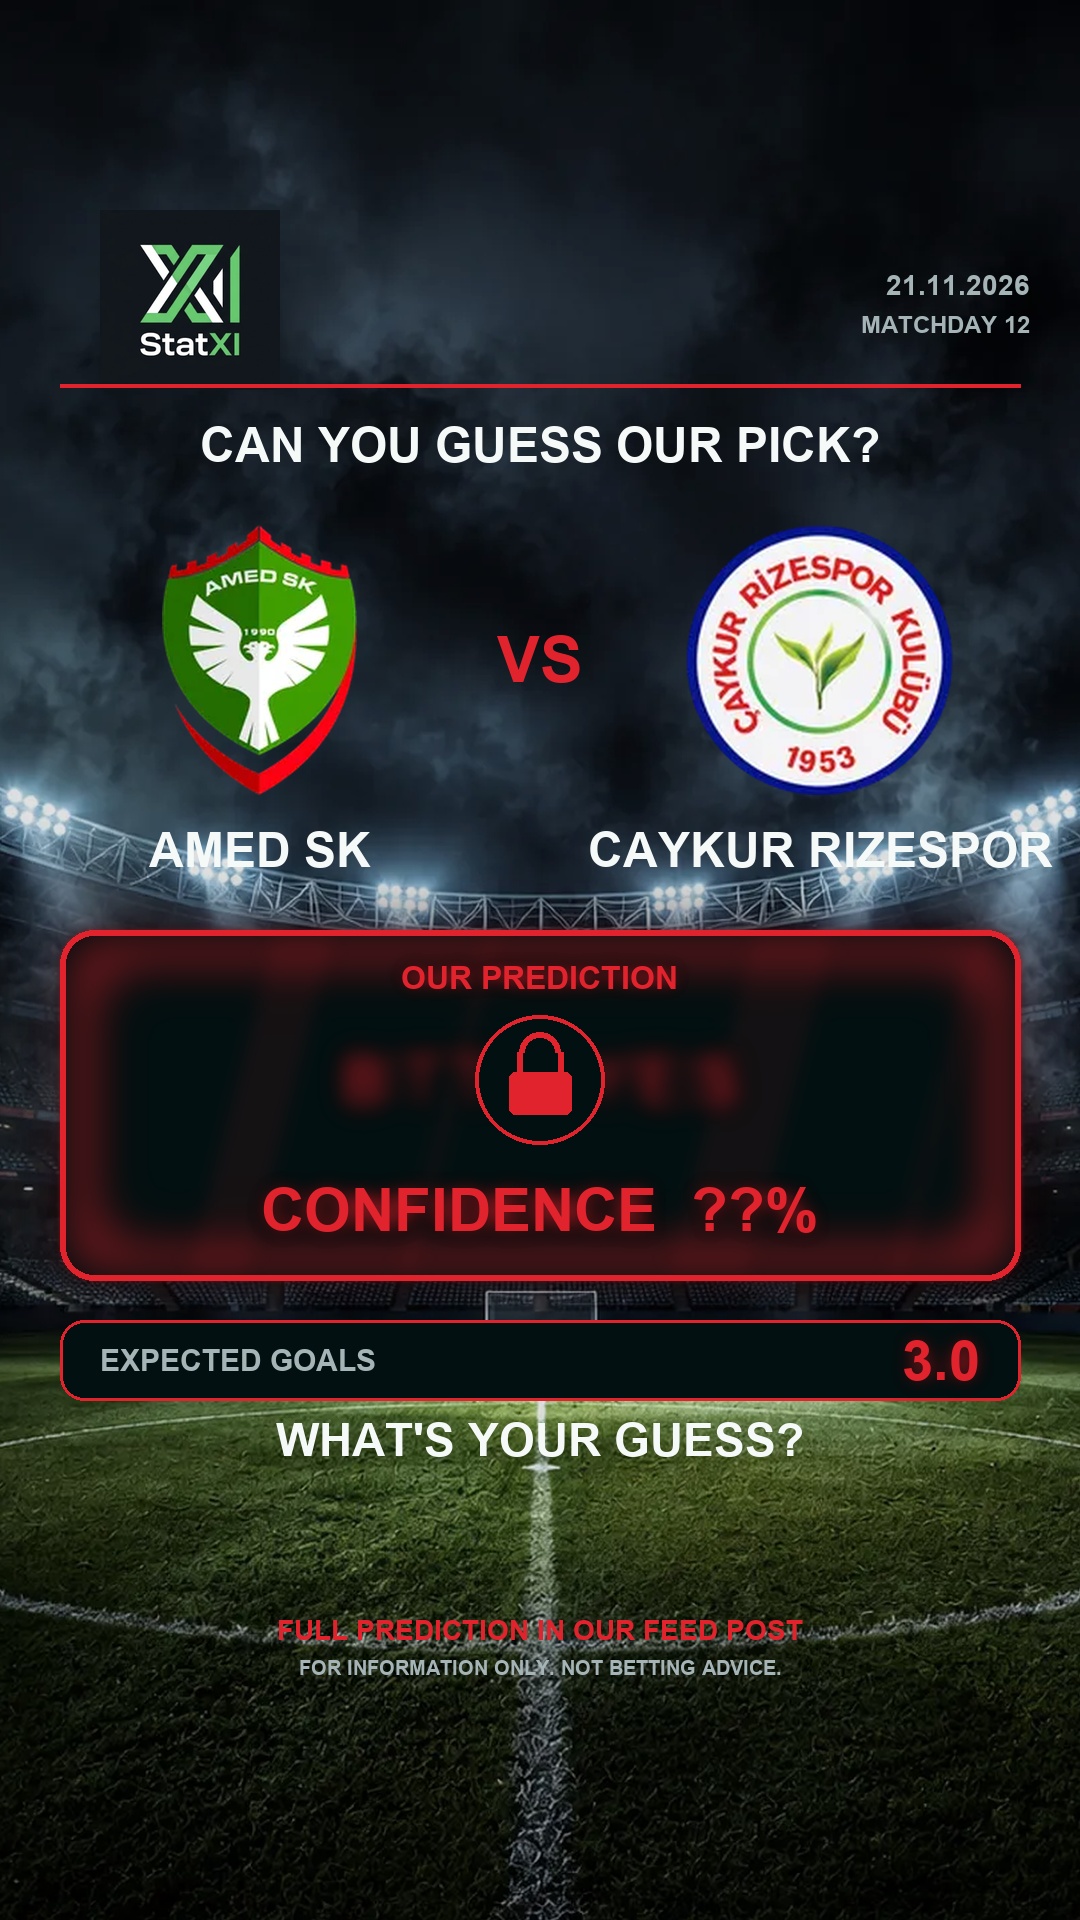 StatXI
21.11.2026
MATCHDAY 12
CAN YOU GUESS OUR PICK?
AMED SK
1990
VS
ÇAYKUR RİZESPOR KULÜBÜ
1953
AMED SK
CAYKUR RIZESPOR
OUR PREDICTION
CONFIDENCE ??%
EXPECTED GOALS
3.0
WHAT'S YOUR GUESS?
FULL PREDICTION IN OUR FEED POST
FOR INFORMATION ONLY. NOT BETTING ADVICE.